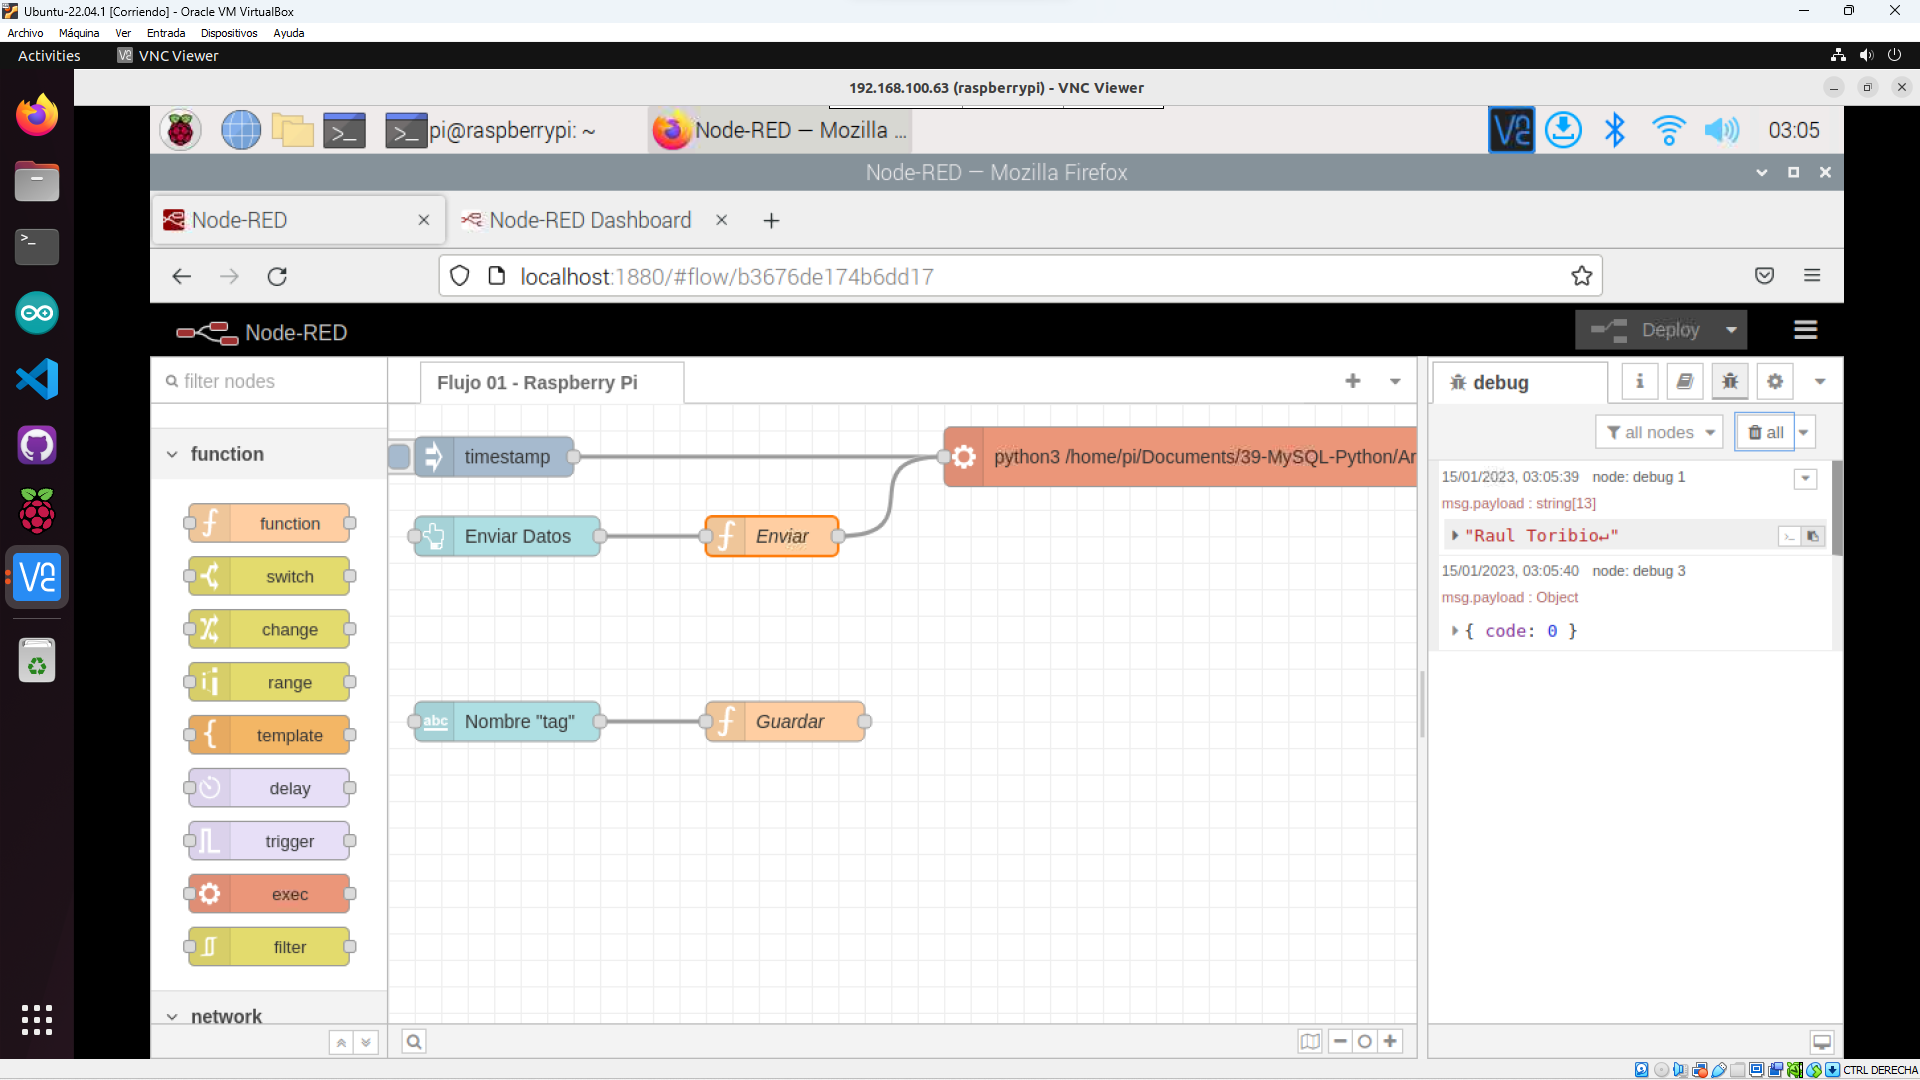 Ubuntu-22.04.1 [Corriendo] - Oracle VM VirtualBox
Archivo Máquina Ver Entrada Dispositivos Ayuda
Activities VNC Viewer
192.168.100.63 (raspberrypi) - VNC Viewer
pi@raspberrypi: ~ Node-RED — Mozilla ... 03:05
Node-RED — Mozilla Firefox
Node-RED Node-RED Dashboard
localhost:1880/#flow/b3676de174b6dd17
Node-RED Deploy
filter nodes Flujo 01 - Raspberry Pi debug
all nodes all
function
timestamp python3 /home/pi/Documents/39-MySQL-Python/Ar
15/01/2023, 03:05:39 node: debug 1
msg.payload : string[13]
"Raul Toribio↵"
function Enviar Datos Enviar
15/01/2023, 03:05:40 node: debug 3
switch
msg.payload : Object
{ code: 0 }
change
range
abc Nombre "tag" Guardar
template
delay
trigger
exec
filter
network
CTRL DERECHA